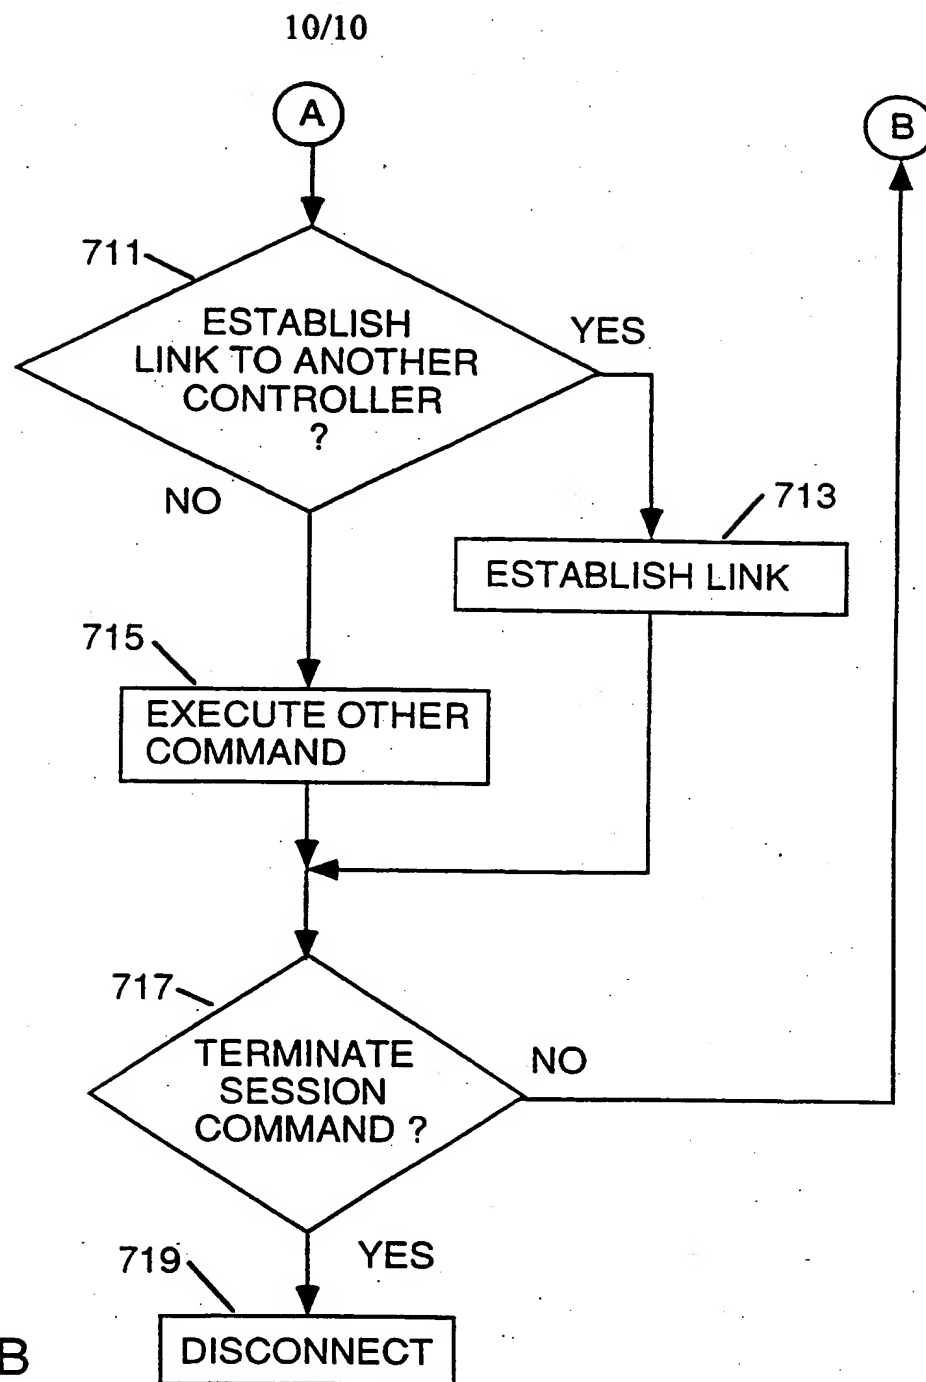 10/10
A
B
711
ESTABLISH
LINK TO ANOTHER
CONTROLLER
?
YES
NO
713
ESTABLISH LINK
715
EXECUTE OTHER
COMMAND
717
TERMINATE
SESSION
COMMAND ?
NO
YES
719
DISCONNECT
B